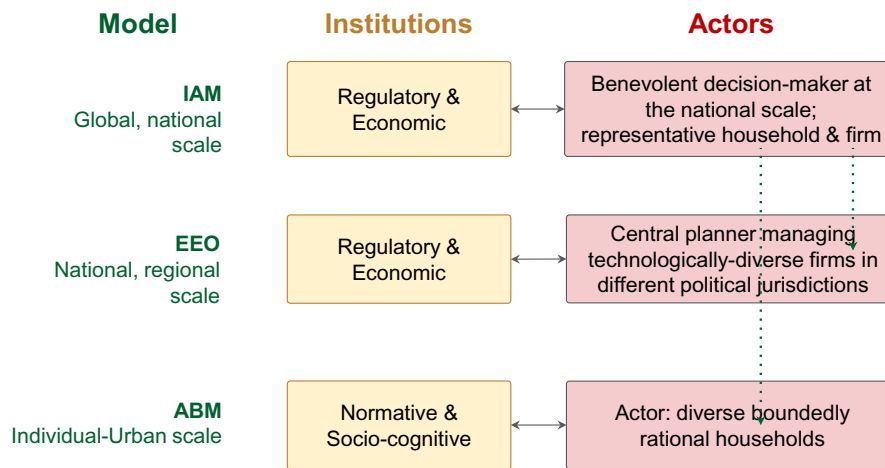 Model
Institutions
Actors
IAM
Global, national
scale
Regulatory &
Economic
Benevolent decision-maker at
the national scale;
representative household & firm
EEO
National, regional
scale
Regulatory &
Economic
Central planner managing
technologically-diverse firms in
different political jurisdictions
ABM
Individual-Urban scale
Normative &
Socio-cognitive
Actor: diverse boundedly
rational households